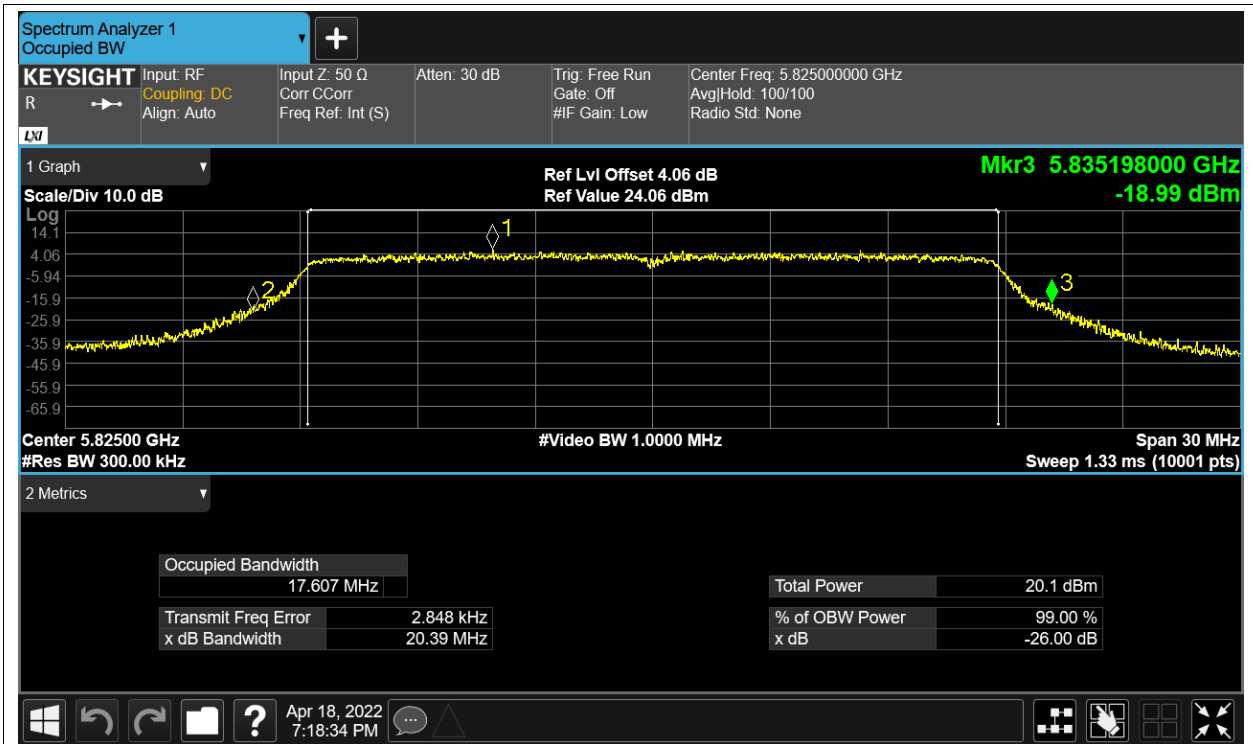 Spectrum Analyzer 1
Occupied BW
KEYSIGHT
R
LXI
Input: RF
Coupling: DC
Align: Auto
Input Z: 50 Ω
Corr CCorr
Freq Ref: Int (S)
Atten: 30 dB
Trig: Free Run
Gate: Off
#IF Gain: Low
Center Freq: 5.825000000 GHz
Avg|Hold: 100/100
Radio Std: None
1 Graph
Scale/Div 10.0 dB
Ref Lvl Offset 4.06 dB
Ref Value 24.06 dBm
Mkr3 5.835198000 GHz
-18.99 dBm
Log
14.1
4.06
-5.94
-15.9
-25.9
-35.9
-45.9
-55.9
-65.9
1
2
3
Center 5.82500 GHz
#Res BW 300.00 kHz
#Video BW 1.0000 MHz
Span 30 MHz
Sweep 1.33 ms (10001 pts)
2 Metrics
Occupied Bandwidth
17.607 MHz
Transmit Freq Error 2.848 kHz
x dB Bandwidth 20.39 MHz
Total Power 20.1 dBm
% of OBW Power 99.00 %
x dB -26.00 dB
?
Apr 18, 2022
7:18:34 PM